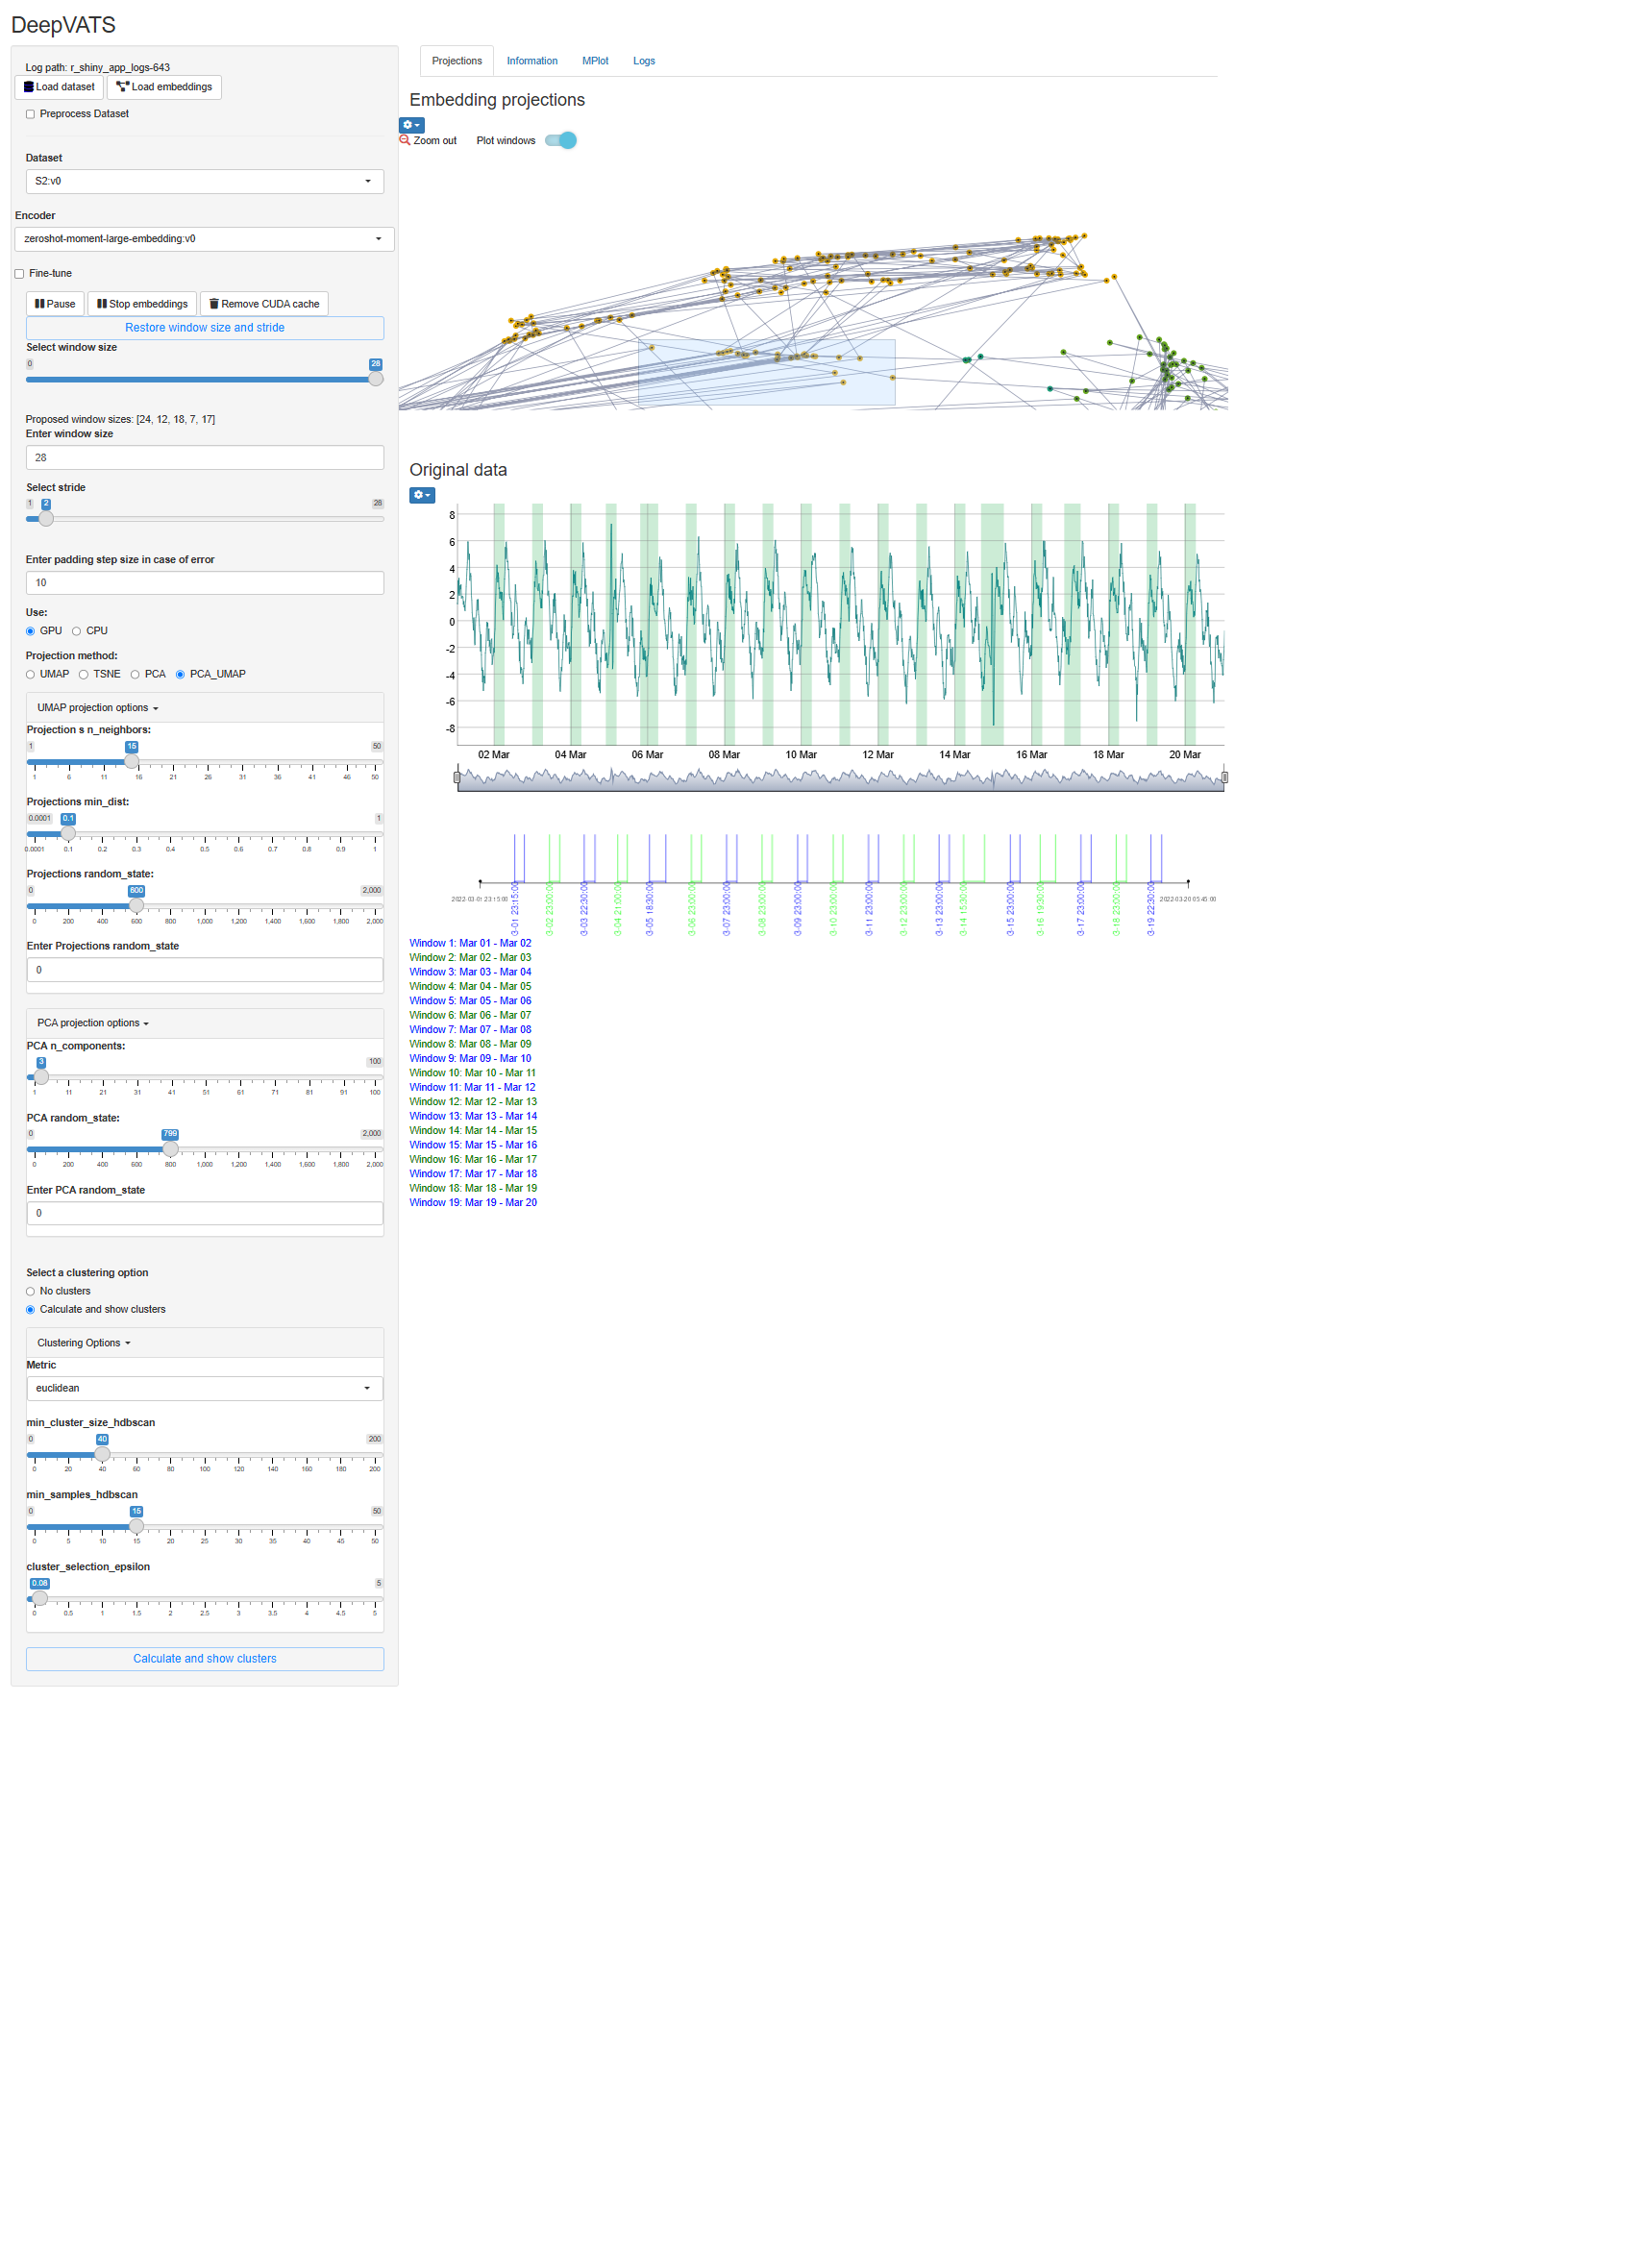 DeepVATS
Log path: r_shiny_app_logs-643
Load dataset Load embeddings
Preprocess Dataset
Dataset
S2:v0
Encoder
zeroshot-moment-large-embedding:v0
Fine-tune
Pause Stop embeddings Remove CUDA cache
Restore window size and stride
Select window size
0 28
Proposed window sizes: [24, 12, 18, 7, 17]
Enter window size
28
Select stride
1 2 28
Enter padding step size in case of error
10
Use:
GPU CPU
Projection method:
UMAP TSNE PCA PCA_UMAP
UMAP projection options
Projection s n_neighbors:
1 15 50
1 6 11 16 21 26 31 36 41 46 50
Projections min_dist:
0.0001 0.1 1
0.0001 0.1 0.2 0.3 0.4 0.5 0.6 0.7 0.8 0.9 1
Projections random_state:
0 600 2,000
0 200 400 600 800 1,000 1,200 1,400 1,600 1,800 2,000
Enter Projections random_state
0
PCA projection options
PCA n_components:
3 100
1 11 21 31 41 51 61 71 81 91 100
PCA random_state:
0 799 2,000
0 200 400 600 800 1,000 1,200 1,400 1,600 1,800 2,000
Enter PCA random_state
0
Select a clustering option
No clusters
Calculate and show clusters
Clustering Options
Metric
euclidean
min_cluster_size_hdbscan
0 40 200
0 20 40 60 80 100 120 140 160 180 200
min_samples_hdbscan
0 15 50
0 5 10 15 20 25 30 35 40 45 50
cluster_selection_epsilon
0.08 5
0 0.5 1 1.5 2 2.5 3 3.5 4 4.5 5
Calculate and show clusters
Projections Information MPlot Logs
Embedding projections
Zoom out Plot windows
Original data
8
6
4
2
0
-2
-4
-6
-8
02 Mar 04 Mar 06 Mar 08 Mar 10 Mar 12 Mar 14 Mar 16 Mar 18 Mar 20 Mar
2022-03-01 23:15:00
3-01 23:15:00
3-02 23:00:00
3-03 22:30:00
3-04 21:00:00
3-05 18:30:00
3-06 23:00:00
3-07 23:00:00
3-08 23:00:00
3-09 23:00:00
3-10 23:00:00
3-11 23:00:00
3-12 23:00:00
3-13 23:00:00
3-14 15:30:00
3-15 23:00:00
3-16 19:30:00
3-17 23:00:00
3-18 23:00:00
3-19 22:30:00
2022-03-20 05:45:00
Window 1: Mar 01 - Mar 02
Window 2: Mar 02 - Mar 03
Window 3: Mar 03 - Mar 04
Window 4: Mar 04 - Mar 05
Window 5: Mar 05 - Mar 06
Window 6: Mar 06 - Mar 07
Window 7: Mar 07 - Mar 08
Window 8: Mar 08 - Mar 09
Window 9: Mar 09 - Mar 10
Window 10: Mar 10 - Mar 11
Window 11: Mar 11 - Mar 12
Window 12: Mar 12 - Mar 13
Window 13: Mar 13 - Mar 14
Window 14: Mar 14 - Mar 15
Window 15: Mar 15 - Mar 16
Window 16: Mar 16 - Mar 17
Window 17: Mar 17 - Mar 18
Window 18: Mar 18 - Mar 19
Window 19: Mar 19 - Mar 20